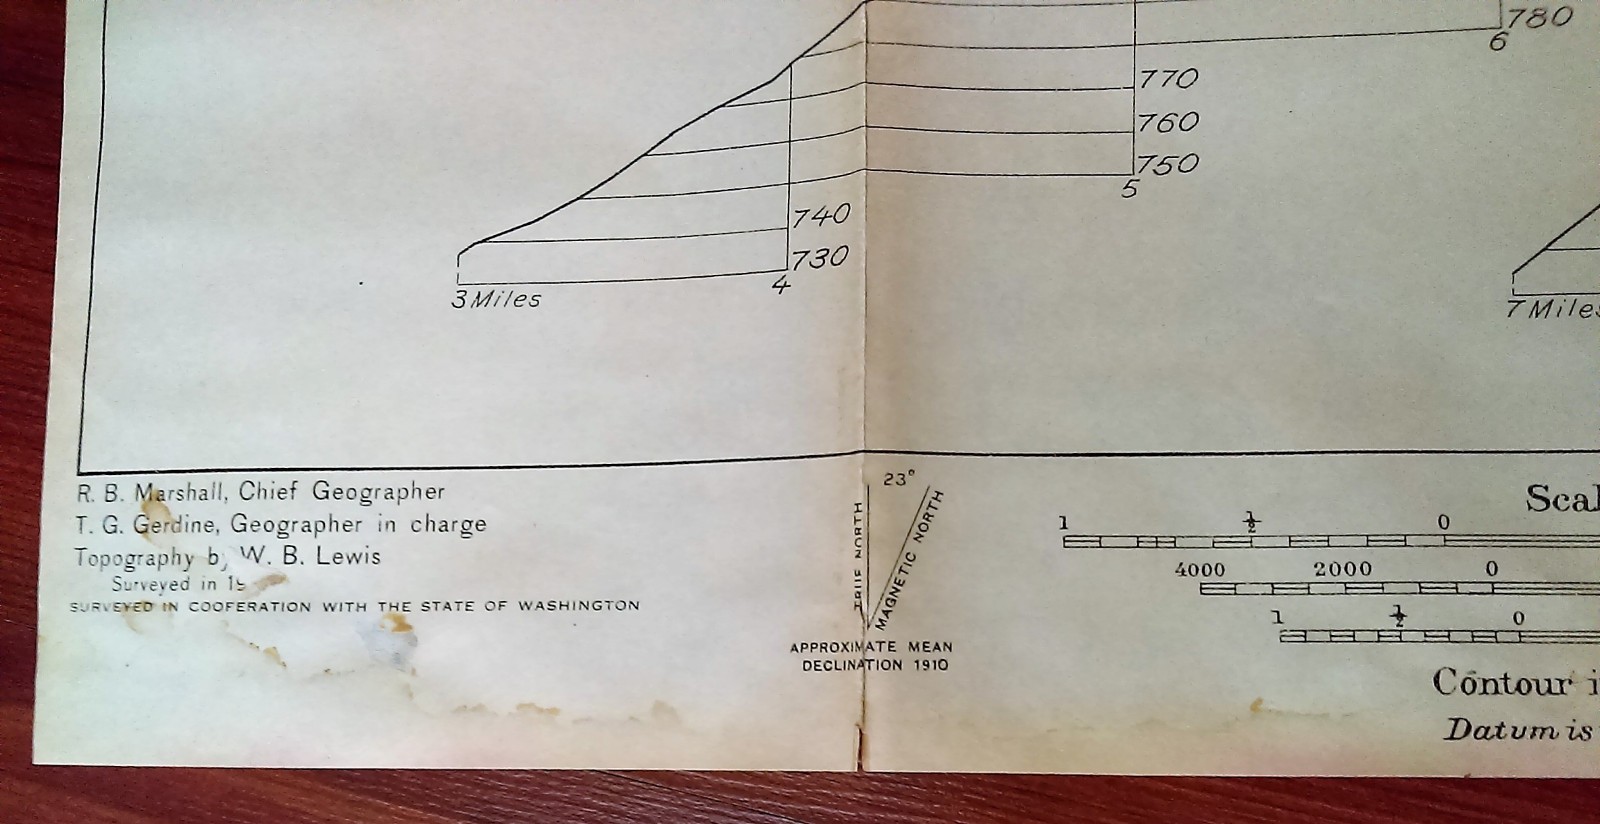 780
6
770
760
750
5
740
730
4
3 Miles
7 Miles
R. B. Marshall, Chief Geographer
T. G. Gerdine, Geographer in charge
Topography by W. B. Lewis
Surveyed in
SURVEYED IN COOPERATION WITH THE STATE OF WASHINGTON
23°
TRUE NORTH
MAGNETIC NORTH
APPROXIMATE MEAN
DECLINATION 1910
Scal
1 ½ 0
4000 2000 0
1 ½ 0
Contour i
Datum is